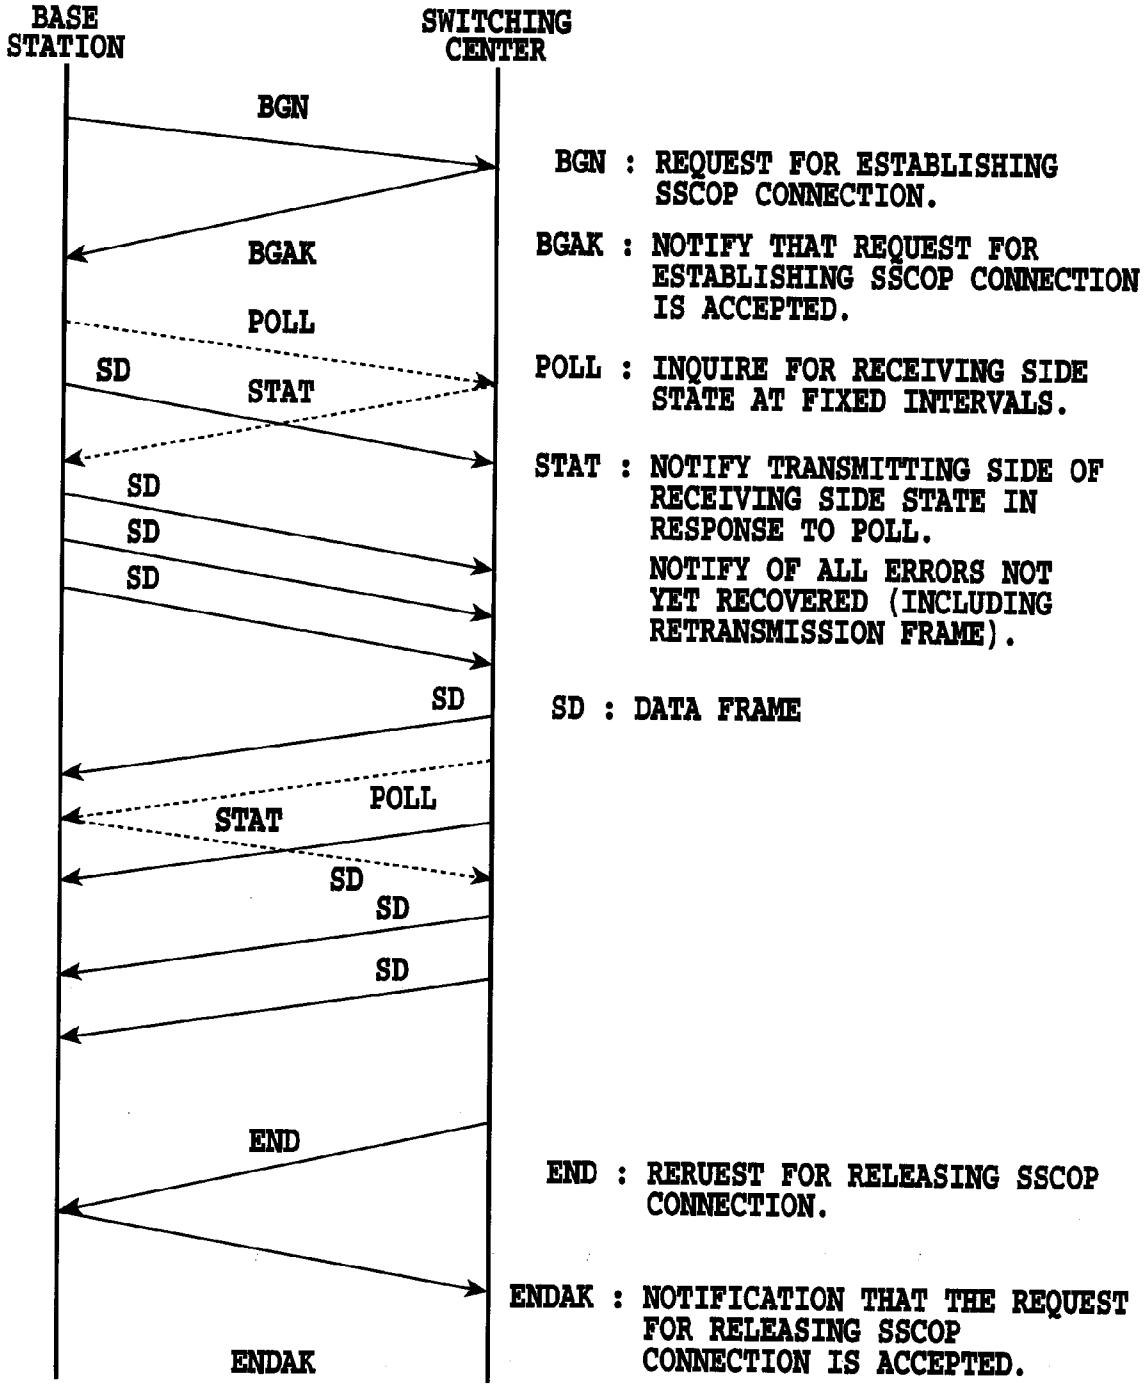 BASE
STATION
SWITCHING
CENTER
BGN
BGN : REQUEST FOR ESTABLISHING
SSCOP CONNECTION.
BGAK
BGAK : NOTIFY THAT REQUEST FOR
ESTABLISHING SSCOP CONNECTION
IS ACCEPTED.
POLL
SD
STAT
POLL : INQUIRE FOR RECEIVING SIDE
STATE AT FIXED INTERVALS.
STAT : NOTIFY TRANSMITTING SIDE OF
RECEIVING SIDE STATE IN
RESPONSE TO POLL.
NOTIFY OF ALL ERRORS NOT
YET RECOVERED (INCLUDING
RETRANSMISSION FRAME).
SD
SD
SD
SD
SD : DATA FRAME
POLL
STAT
SD
SD
SD
END
END : RERUEST FOR RELEASING SSCOP
CONNECTION.
ENDAK : NOTIFICATION THAT THE REQUEST
FOR RELEASING SSCOP
CONNECTION IS ACCEPTED.
ENDAK